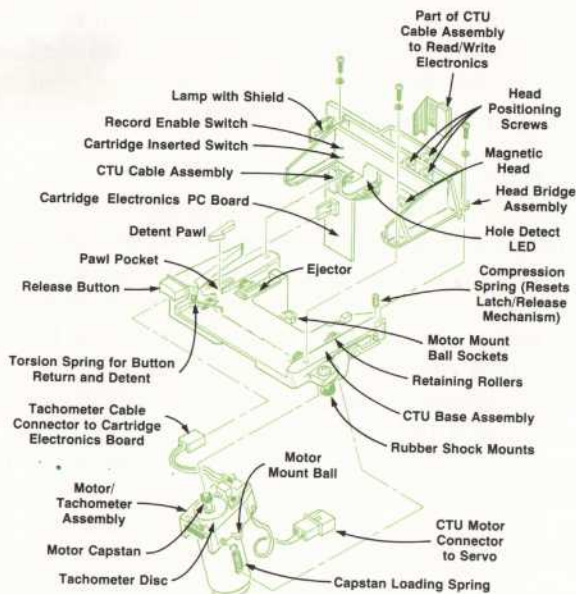 Part of CTU
Cable Assembly
to Read/Write
Electronics
Lamp with Shield
Head
Positioning
Screws
Record Enable Switch
Cartridge Inserted Switch
Magnetic
Head
CTU Cable Assembly
Cartridge Electronics PC Board
Head Bridge
Assembly
Detent Pawl
Hole Detect
LED
Pawl Pocket
Ejector
Release Button
Compression
Spring (Resets
Latch/Release
Mechanism)
Motor Mount
Ball Sockets
Torsion Spring for Button
Return and Detent
Retaining Rollers
Tachometer Cable
Connector to Cartridge
Electronics Board
CTU Base Assembly
Rubber Shock Mounts
Motor
Mount Ball
Motor/
Tachometer
Assembly
Motor Capstan
CTU Motor
Connector
to Servo
Tachometer Disc
Capstan Loading Spring